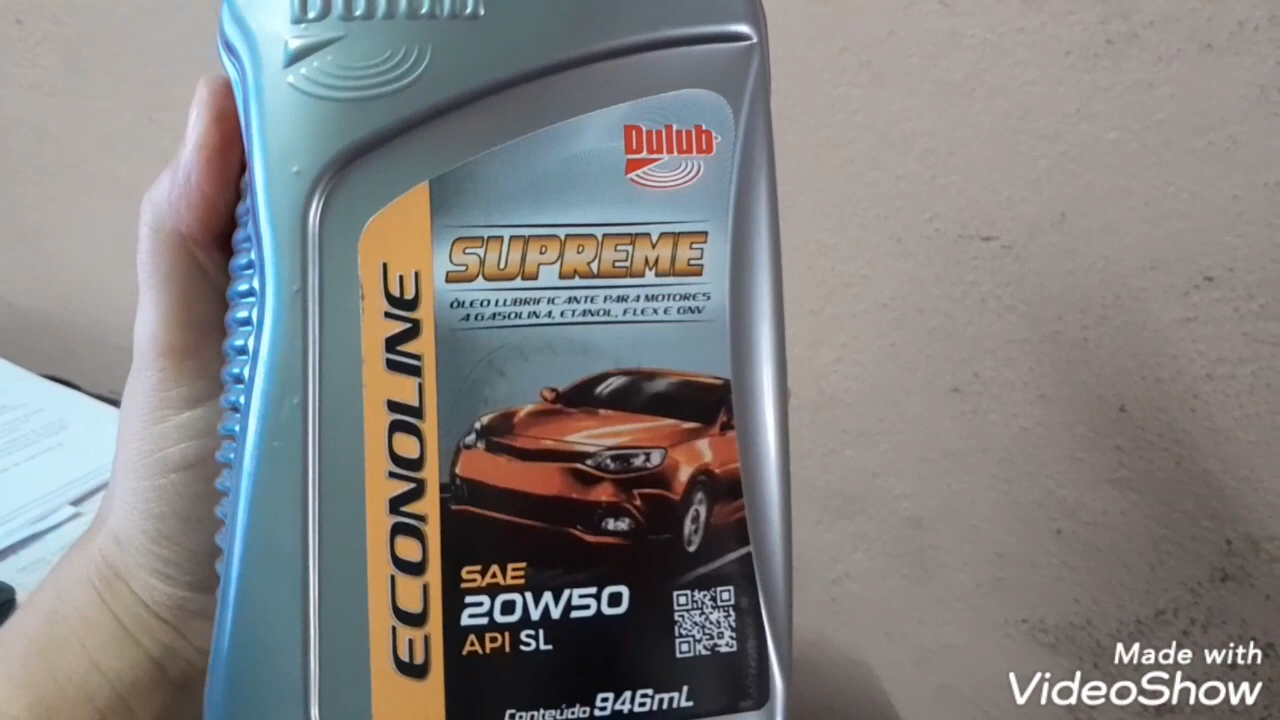 Dulub
Dulub
SUPREME
ÓLEO LUBRIFICANTE PARA MOTORES
A GASOLINA, ETANOL, FLEX E GNV
ECONOLINE
SAE
20W50
API SL
Conteúdo 946mL
Made with
VideoShow